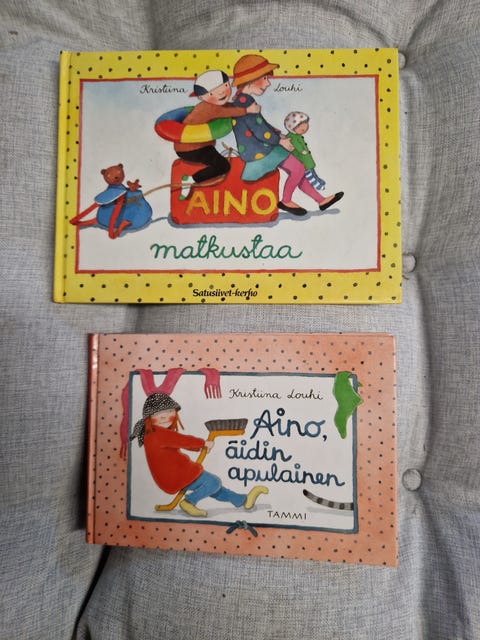 Kristiina Louhi
AINO
matkustaa
Satusiivet-kerho
Kristiina Louhi
Aino,
äidin
apulainen
TAMMI